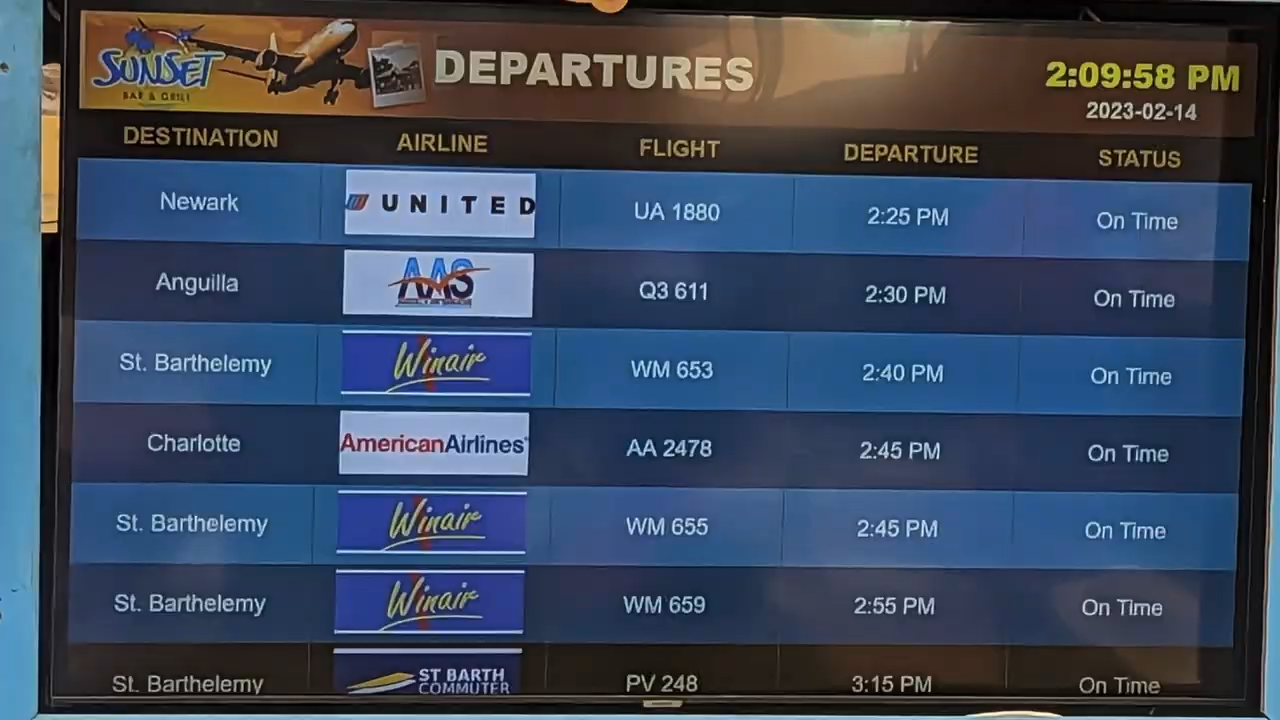 SUNSET
BAR & GRILL
DEPARTURES
2:09:58 PM
2023-02-14
DESTINATION AIRLINE FLIGHT DEPARTURE STATUS
Newark UNITED UA 1880 2:25 PM On Time
Anguilla AAS Q3 611 2:30 PM On Time
St. Barthelemy Winair WM 653 2:40 PM On Time
Charlotte AmericanAirlines AA 2478 2:45 PM On Time
St. Barthelemy Winair WM 655 2:45 PM On Time
St. Barthelemy Winair WM 659 2:55 PM On Time
St. Barthelemy ST BARTH COMMUTER PV 248 3:15 PM On Time